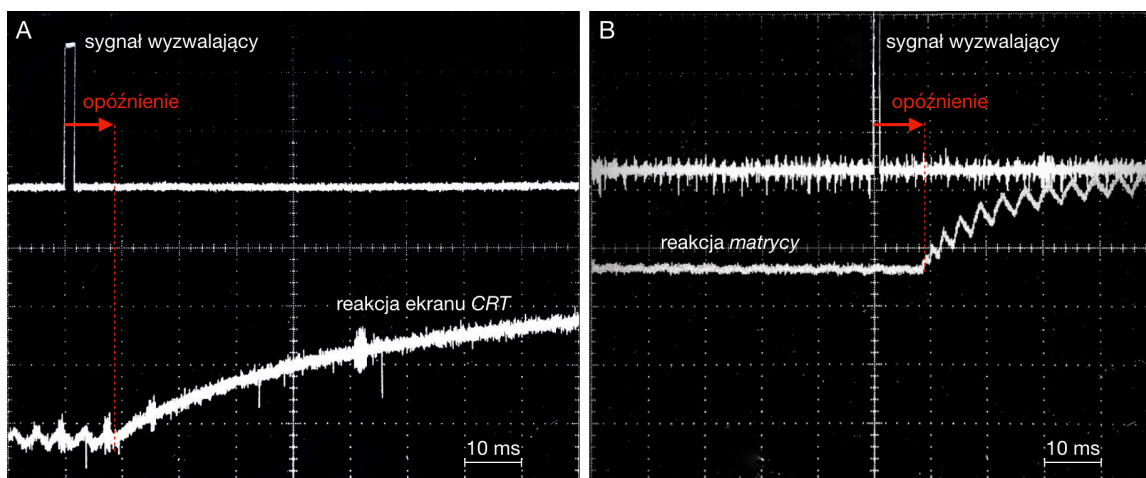 A
sygnał wyzwalający
opóźnienie
reakcja ekranu CRT
10 ms
B
sygnał wyzwalający
opóźnienie
reakcja matrycy
10 ms